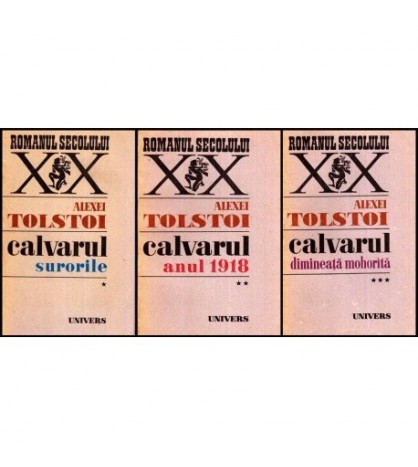 ROMANUL SECOLULUI
XX
ALEXEI
TOLSTOI
calvarul
surorile
*
UNIVERS
ROMANUL SECOLULUI
XX
ALEXEI
TOLSTOI
calvarul
anul 1918
**
UNIVERS
ROMANUL SECOLULUI
XX
ALEXEI
TOLSTOI
calvarul
dimineață mohorîtă
***
UNIVERS